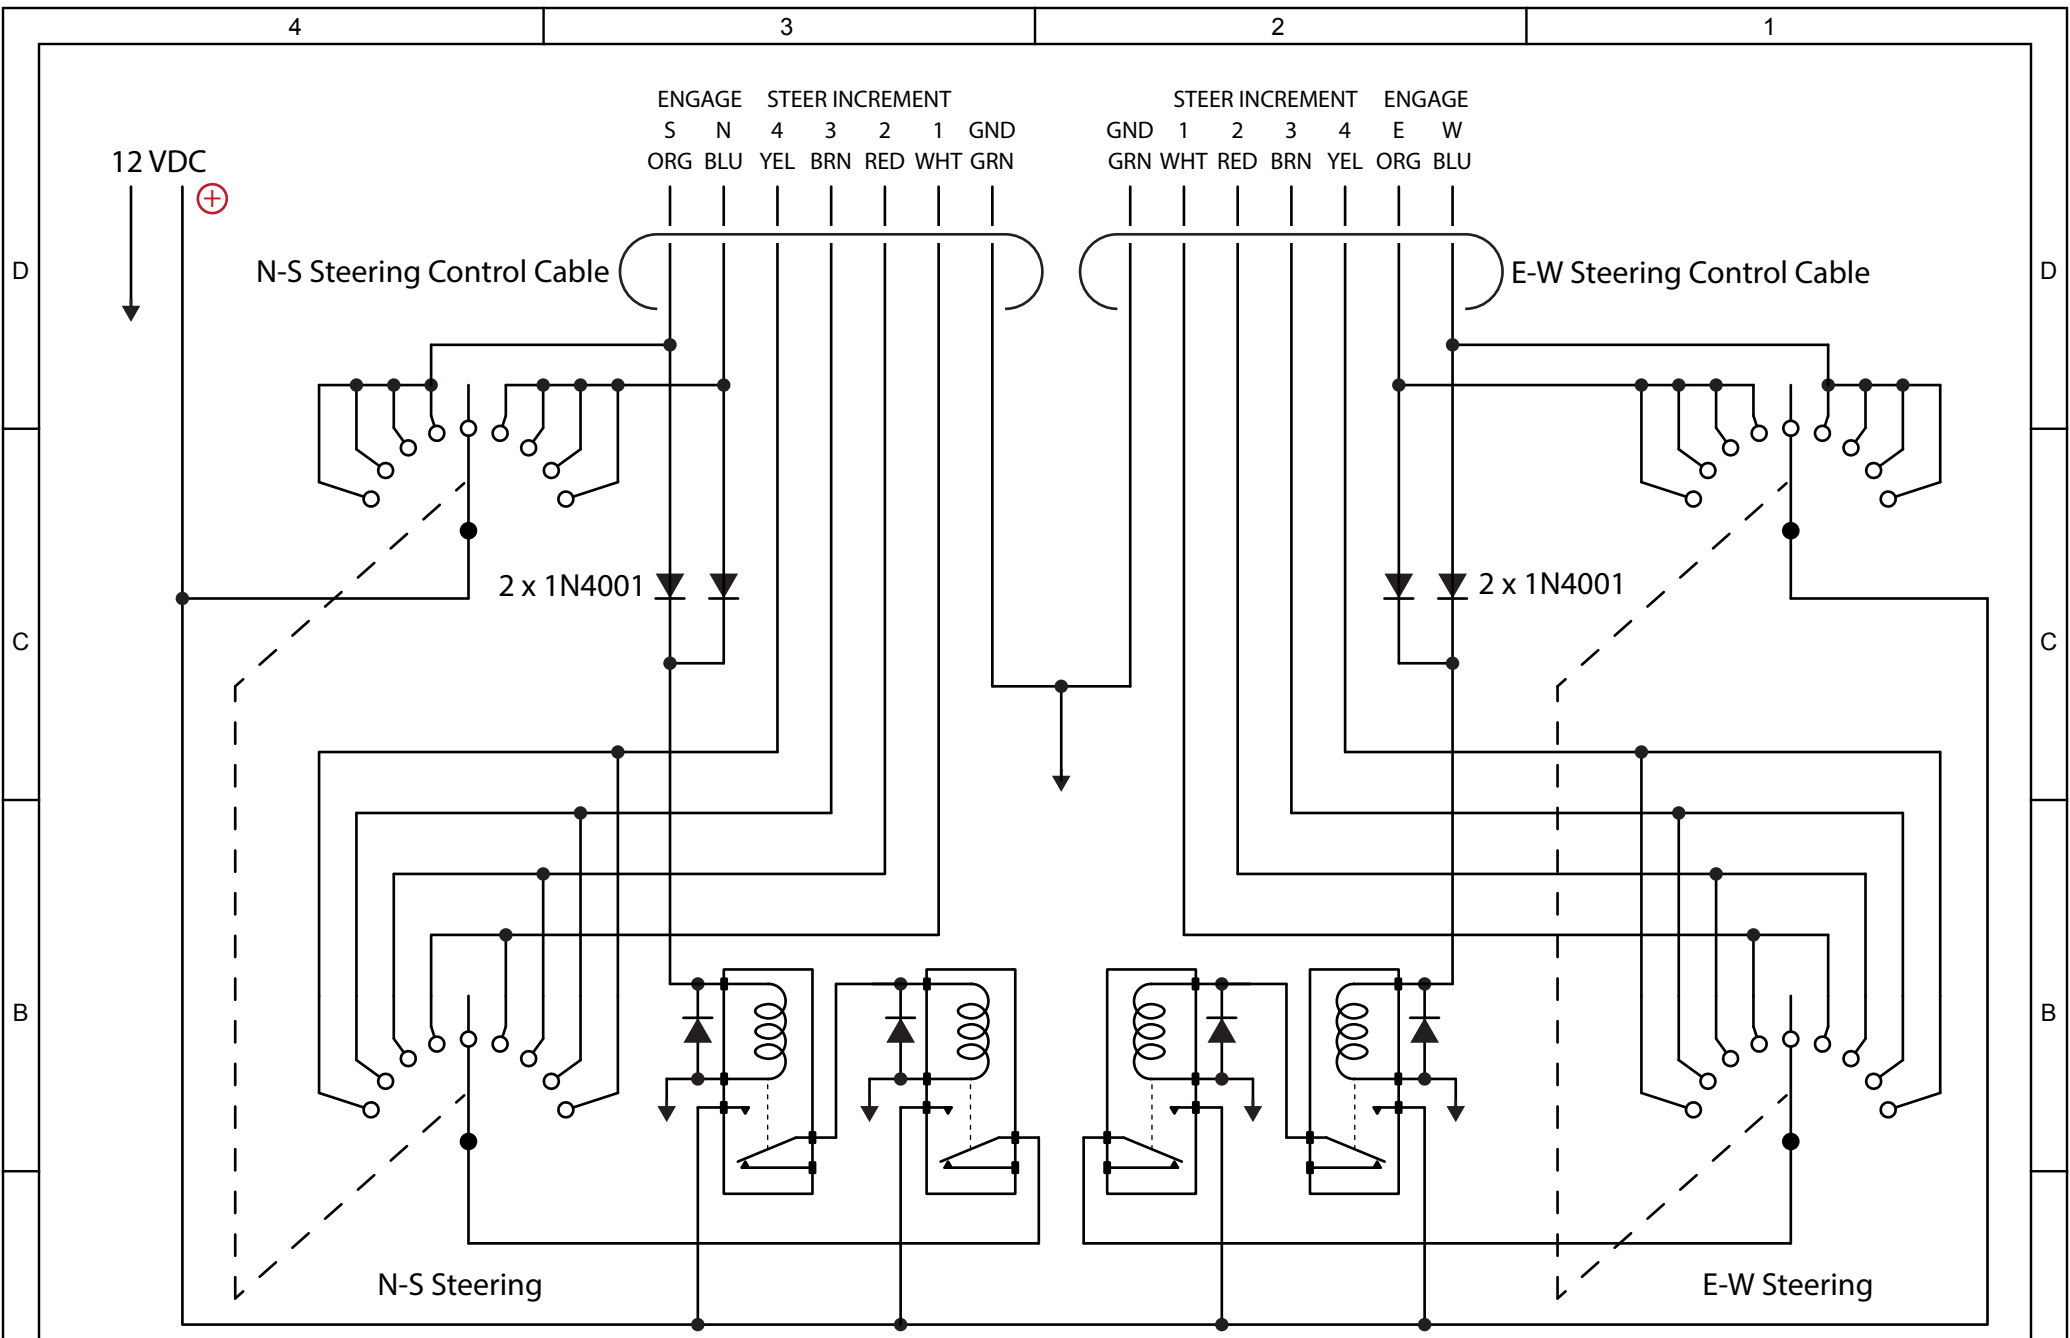 4 3 2 1
ENGAGE STEER INCREMENT STEER INCREMENT ENGAGE
S N 4 3 2 1 GND GND 1 2 3 4 E W
12 VDC ORG BLU YEL BRN RED WHT GRN GRN WHT RED BRN YEL ORG BLU
D N-S Steering Control Cable E-W Steering Control Cable D
2 x 1N4001 2 x 1N4001
C C
B B
N-S Steering E-W Steering